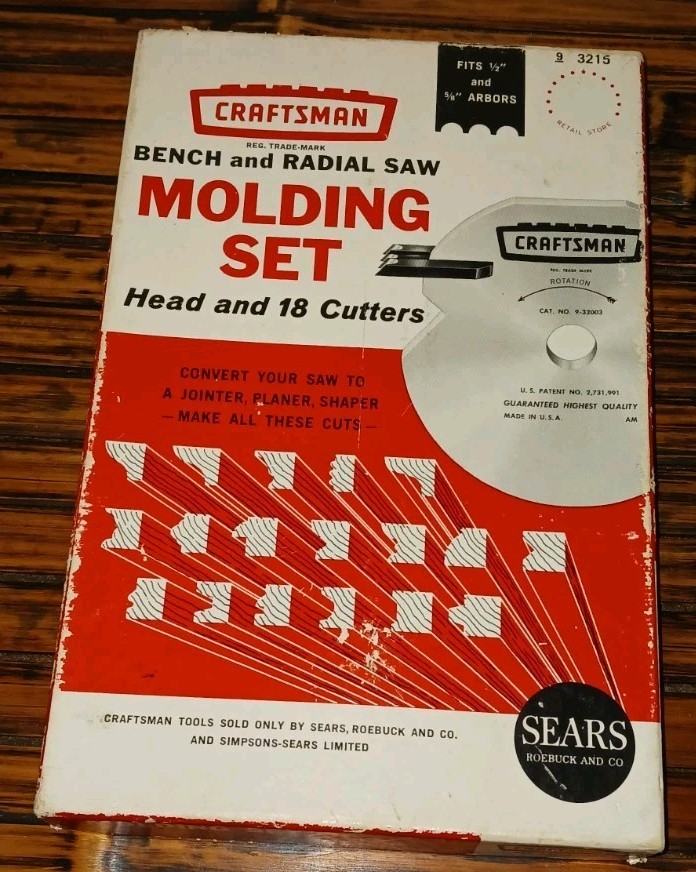 FITS ½"
and
⅝" ARBORS
9 3215
RETAIL STORE
CRAFTSMAN
REG. TRADE-MARK
BENCH and RADIAL SAW
MOLDING
SET
Head and 18 Cutters
CRAFTSMAN
REG. TRADE MARK
ROTATION
CAT. NO. 9-32003
U.S. PATENT NO. 2,731,991
GUARANTEED HIGHEST QUALITY
MADE IN U.S.A. AM
CONVERT YOUR SAW TO
A JOINTER, PLANER, SHAPER
—MAKE ALL THESE CUTS—
CRAFTSMAN TOOLS SOLD ONLY BY SEARS, ROEBUCK AND CO.
AND SIMPSONS-SEARS LIMITED
SEARS
ROEBUCK AND CO